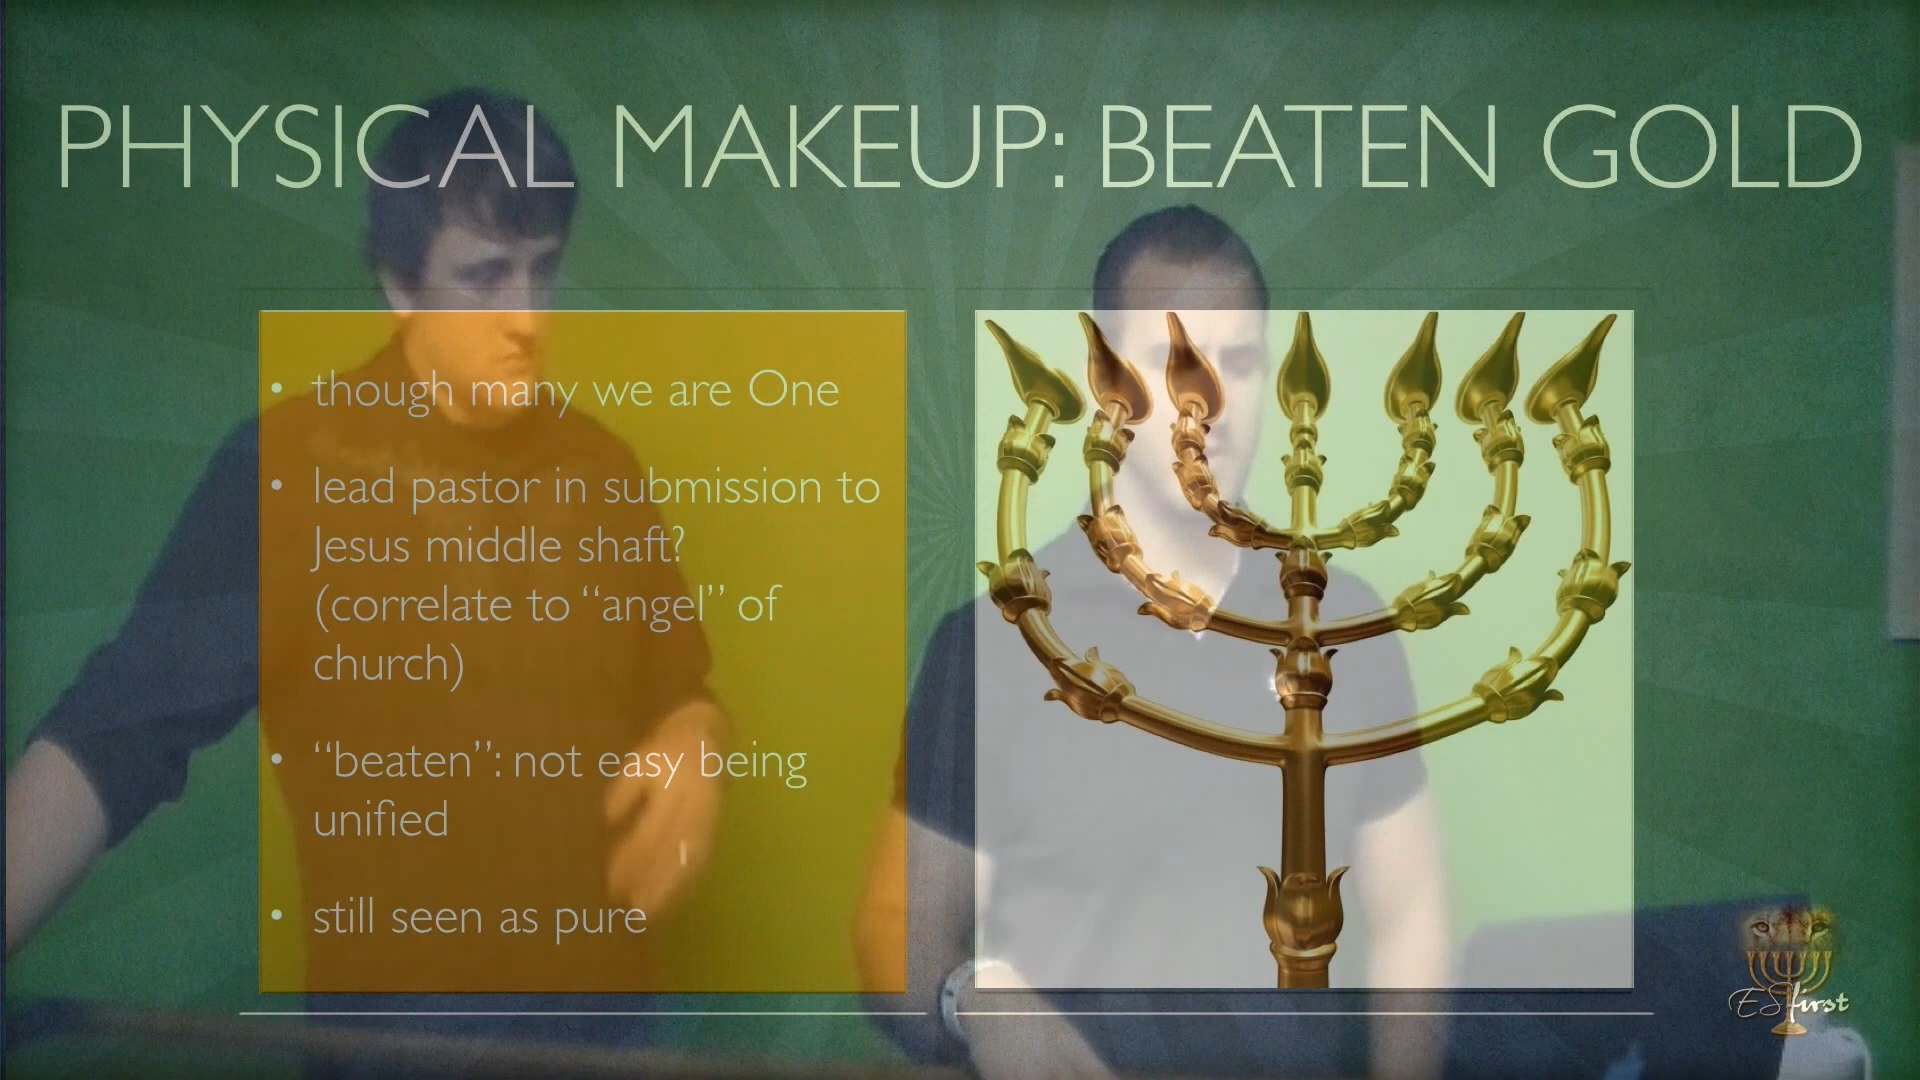 PHYSICAL MAKEUP: BEATEN GOLD
• though many we are One
• lead pastor in submission to
Jesus middle shaft?
(correlate to “angel” of
church)
• “beaten”: not easy being
unified
• still seen as pure
ESfirst